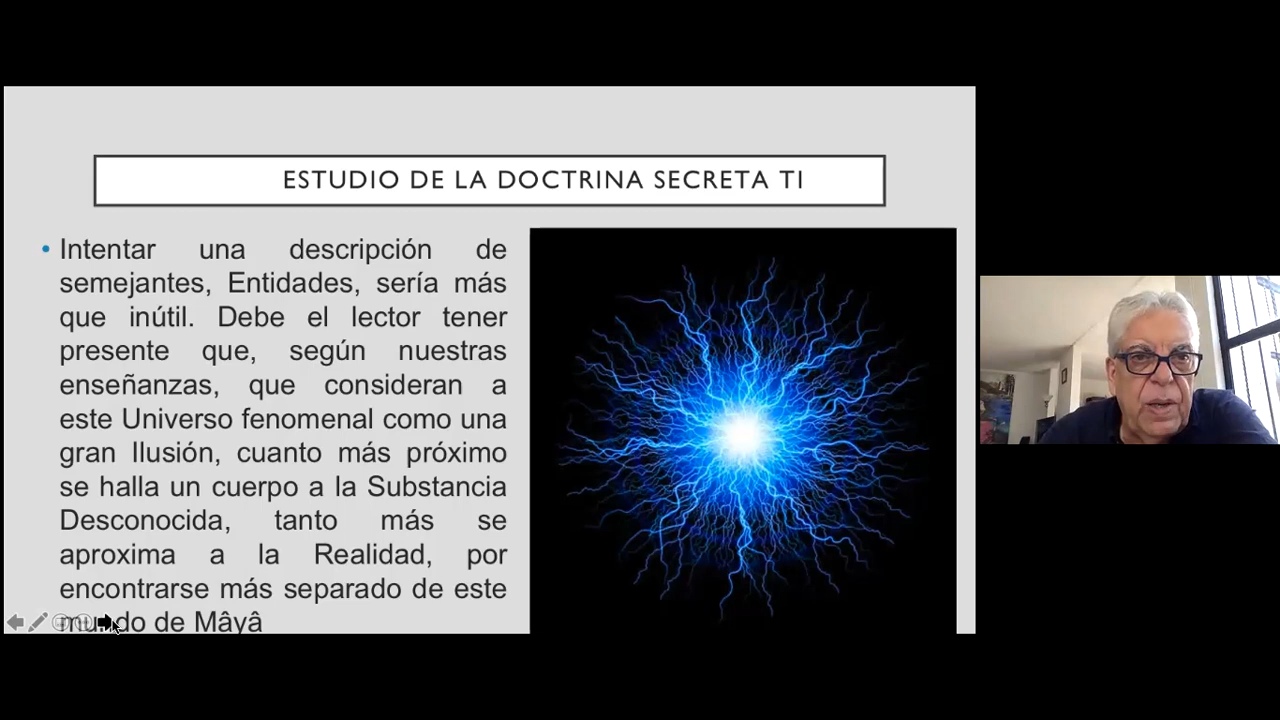 ESTUDIO DE LA DOCTRINA SECRETA TI
• Intentar una descripción de
semejantes, Entidades, sería más
que inútil. Debe el lector tener
presente que, según nuestras
enseñanzas, que consideran a
este Universo fenomenal como una
gran Ilusión, cuanto más próximo
se halla un cuerpo a la Substancia
Desconocida, tanto más se
aproxima a la Realidad, por
encontrarse más separado de este
mundo de Mâyâ